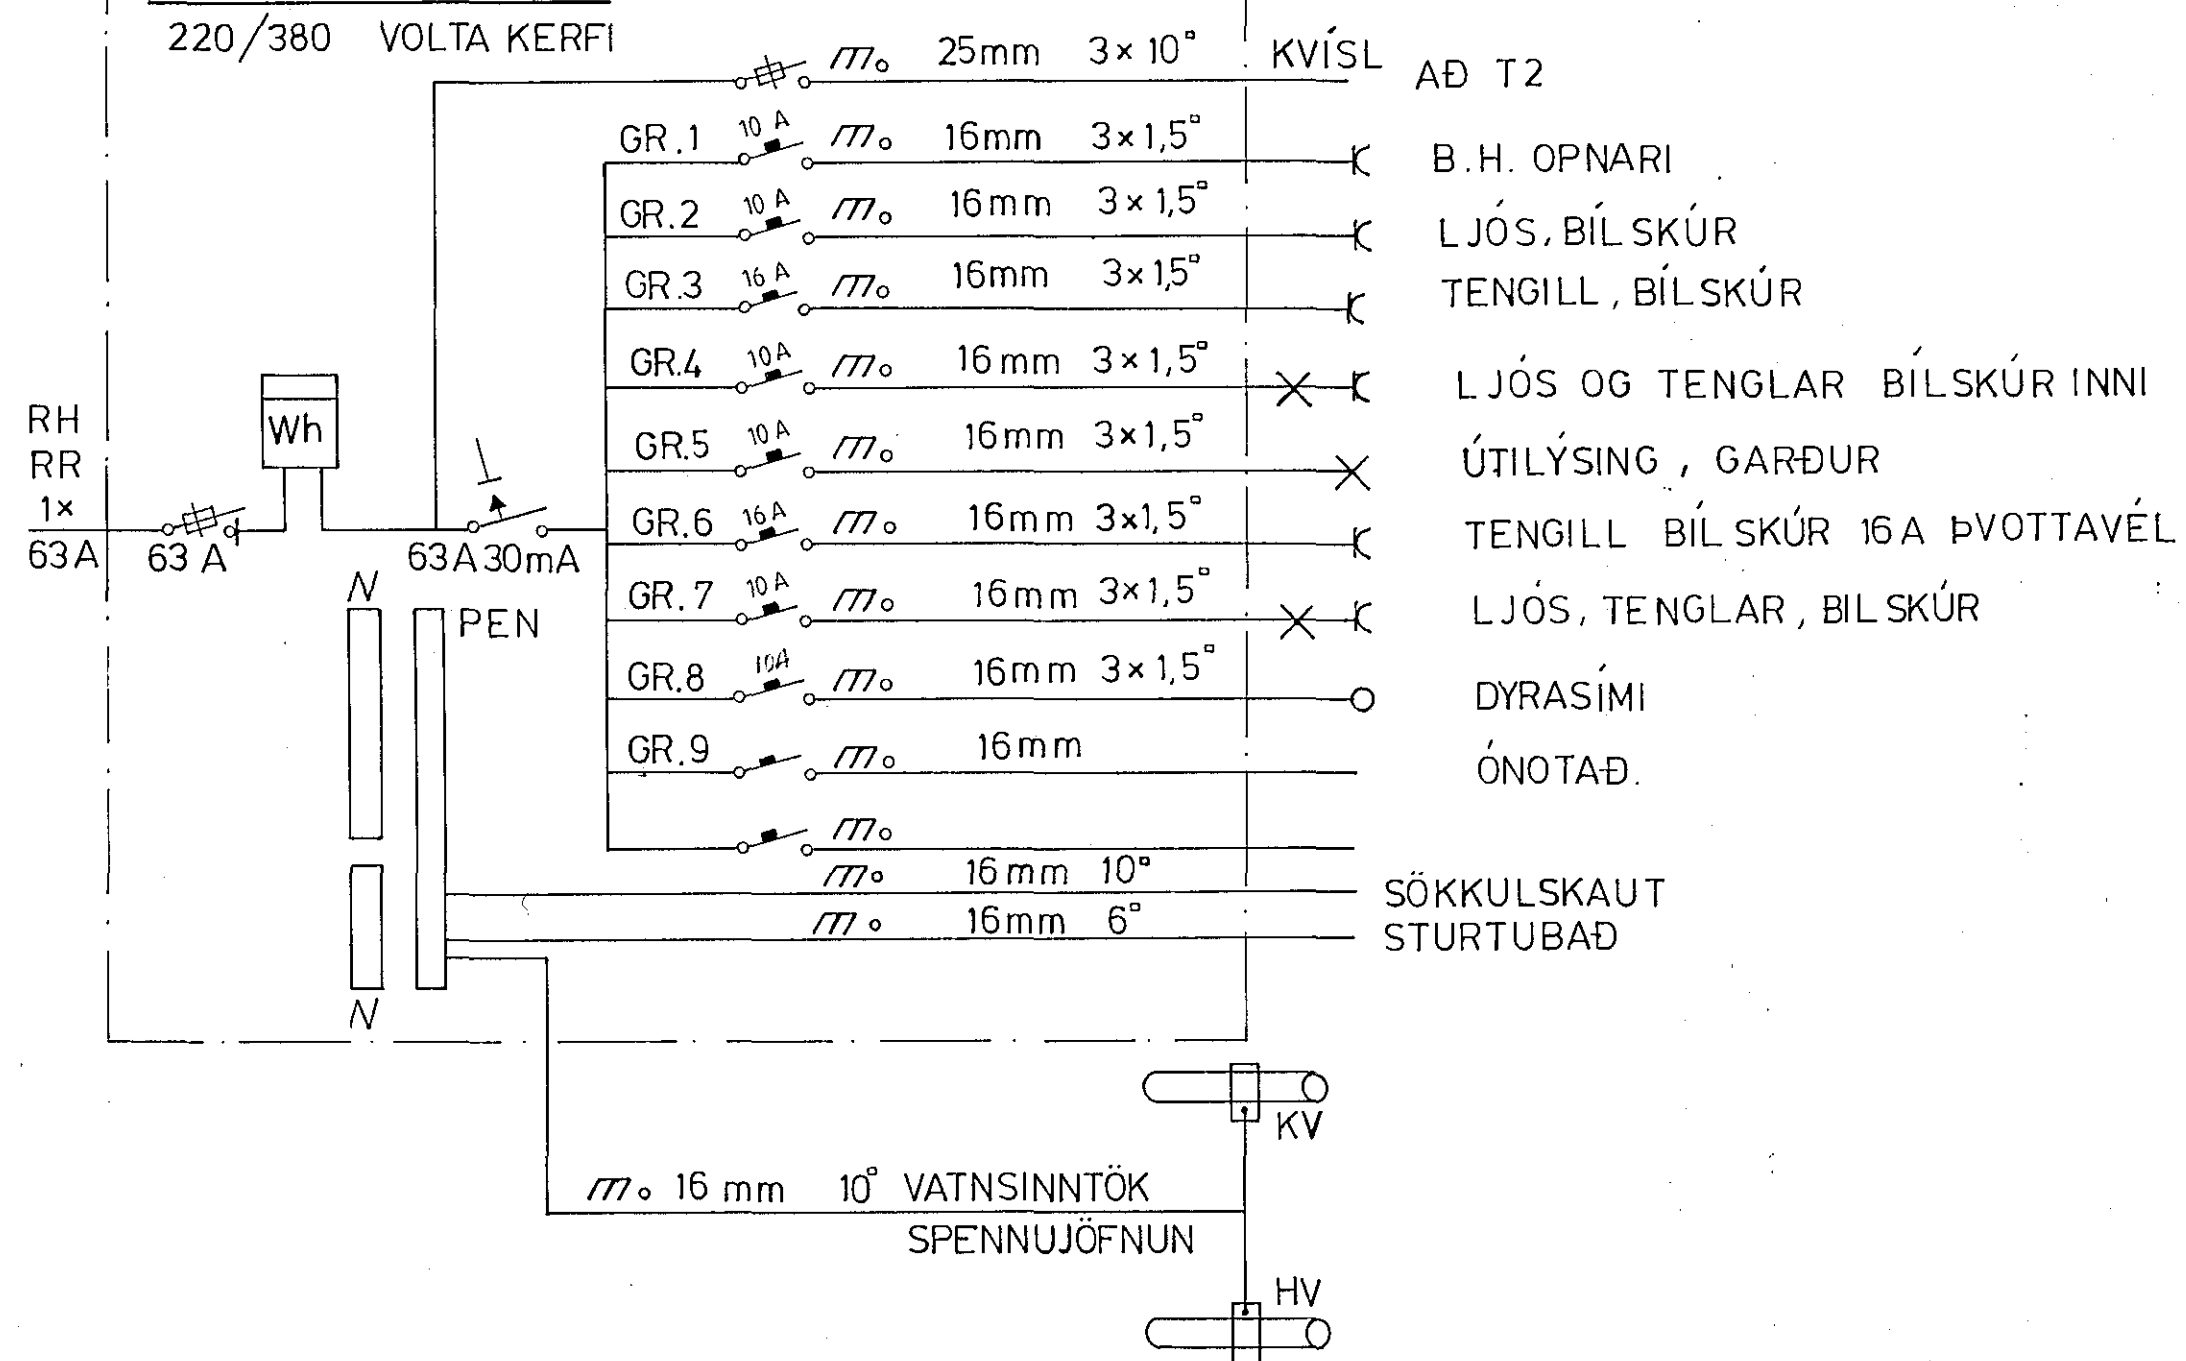 220/380 VOLTA KERFI
25mm 3×10▫ KVÍSL AÐ T2
GR.1 10 A 16mm 3×1,5▫ B.H. OPNARI
GR.2 10 A 16mm 3×1,5▫ LJÓS, BÍLSKÚR
GR.3 16 A 16mm 3×1,5▫ TENGILL, BÍLSKÚR
GR.4 10A 16mm 3×1,5▫ LJÓS OG TENGLAR BÍLSKÚR INNI
GR.5 10 A 16mm 3×1,5▫ ÚTILÝSING, GARÐUR
GR.6 16A 16mm 3×1,5▫ TENGILL BÍLSKÚR 16A ÞVOTTAVÉL
GR.7 10 A 16mm 3×1,5▫ LJÓS, TENGLAR, BILSKÚR
GR.8 10A 16mm 3×1,5▫ DYRASÍMI
GR.9 16mm ÓNOTAÐ.
16mm 10▫ SÖKKULSKAUT
16mm 6▫ STURTUBAÐ
RH
RR
1×
63A
63 A
Wh
63A 30mA
N
PEN
N
KV
16 mm 10▫ VATNSINNTÖK
SPENNUJÖFNUN
HV